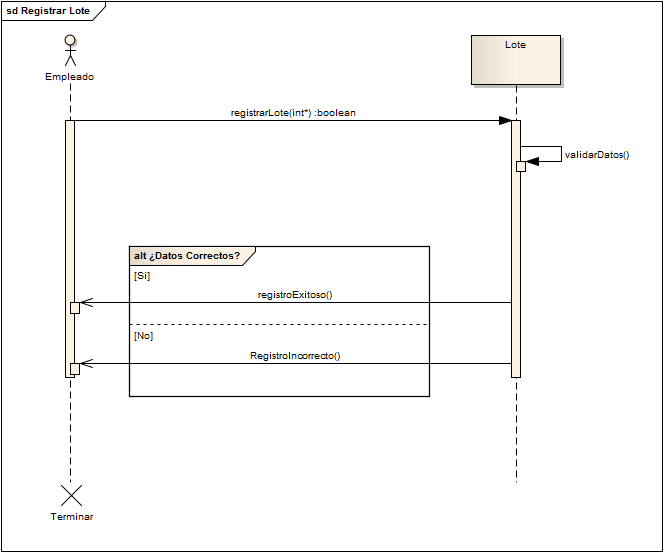 sd Registrar Lote
Empleado
Lote
registrarLote(int*) :boolean
validarDatos()
alt ¿Datos Correctos?
[Si]
registroExitoso()
[No]
RegistroIncorrecto()
Terminar